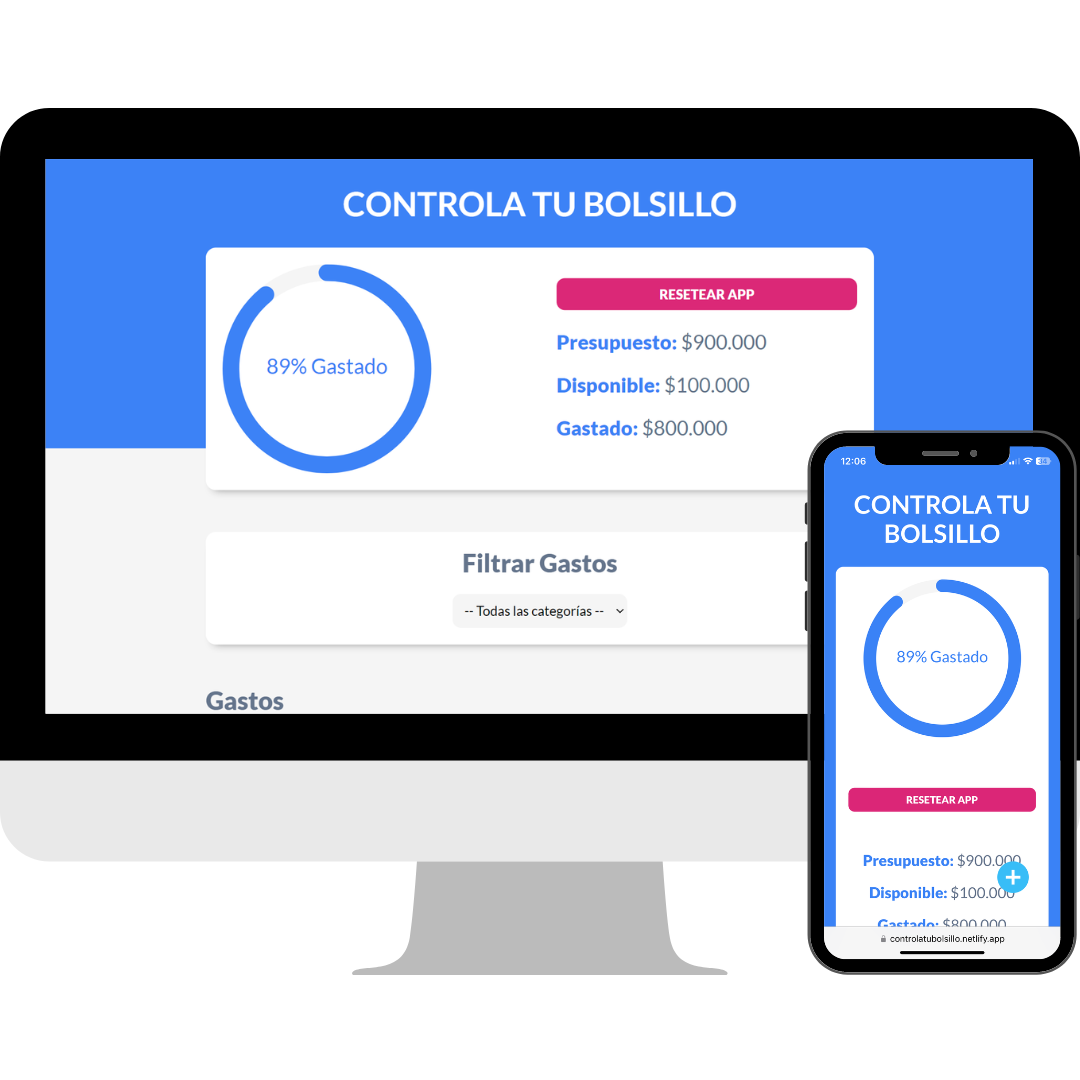 CONTROLA TU BOLSILLO
89% Gastado
RESETEAR APP
Presupuesto: $900.000
Disponible: $100.000
Gastado: $800.000
Filtrar Gastos
-- Todas las categorías --
Gastos
12:06
CONTROLA TU
BOLSILLO
89% Gastado
RESETEAR APP
Presupuesto: $900.000
Disponible: $100.000
Gastado: $800.000
controlatubolsillo.netlify.app